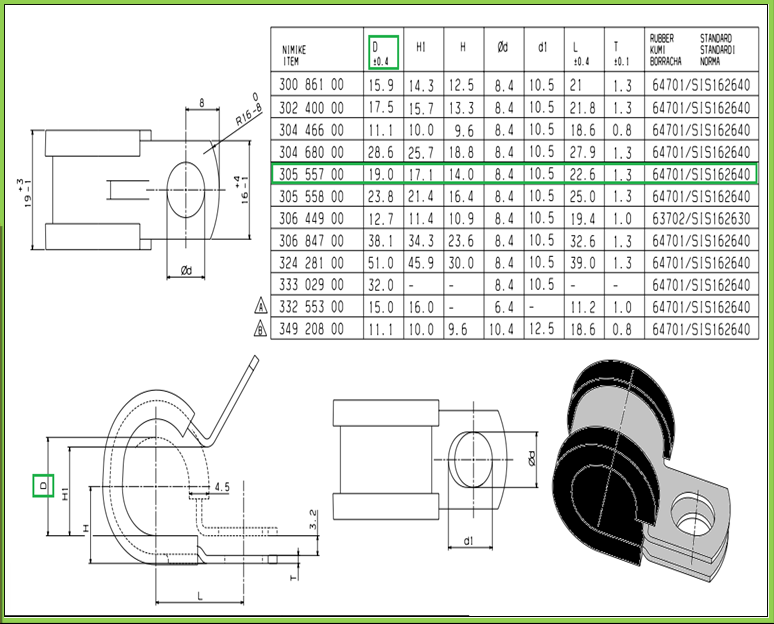 NIMIKE ITEM D ±0.4 H1 H Ød d1 L ±0.4 T ±0.1 RUBBER KUMI BORRACHA STANDARD STANDARDI NORMA
300 861 00 15.9 14.3 12.5 8.4 10.5 21 1.3 64701/SIS162640
302 400 00 17.5 15.7 13.3 8.4 10.5 21.8 1.3 64701/SIS162640
304 466 00 11.1 10.0 9.6 8.4 10.5 18.6 0.8 64701/SIS162640
304 680 00 28.6 25.7 18.8 8.4 10.5 27.9 1.3 64701/SIS162640
305 557 00 19.0 17.1 14.0 8.4 10.5 22.6 1.3 64701/SIS162640
305 558 00 23.8 21.4 16.4 8.4 10.5 25.0 1.3 64701/SIS162640
306 449 00 12.7 11.4 10.9 8.4 10.5 19.4 1.0 63702/SIS162630
306 847 00 38.1 34.3 23.6 8.4 10.5 32.6 1.3 64701/SIS162640
324 281 00 51.0 45.9 30.0 8.4 10.5 39.0 1.3 64701/SIS162640
333 029 00 32.0 - - 8.4 10.5 - - 64701/SIS162640
A 332 553 00 15.0 16.0 - 6.4 - 11.2 1.0 64701/SIS162640
B 349 208 00 11.1 10.0 9.6 10.4 12.5 18.6 0.8 64701/SIS162640
8
R16-8 0
19-1 +3
16-1 +4
Ød
D
H1
H
4.5
3.2
T
L
Ød
d1